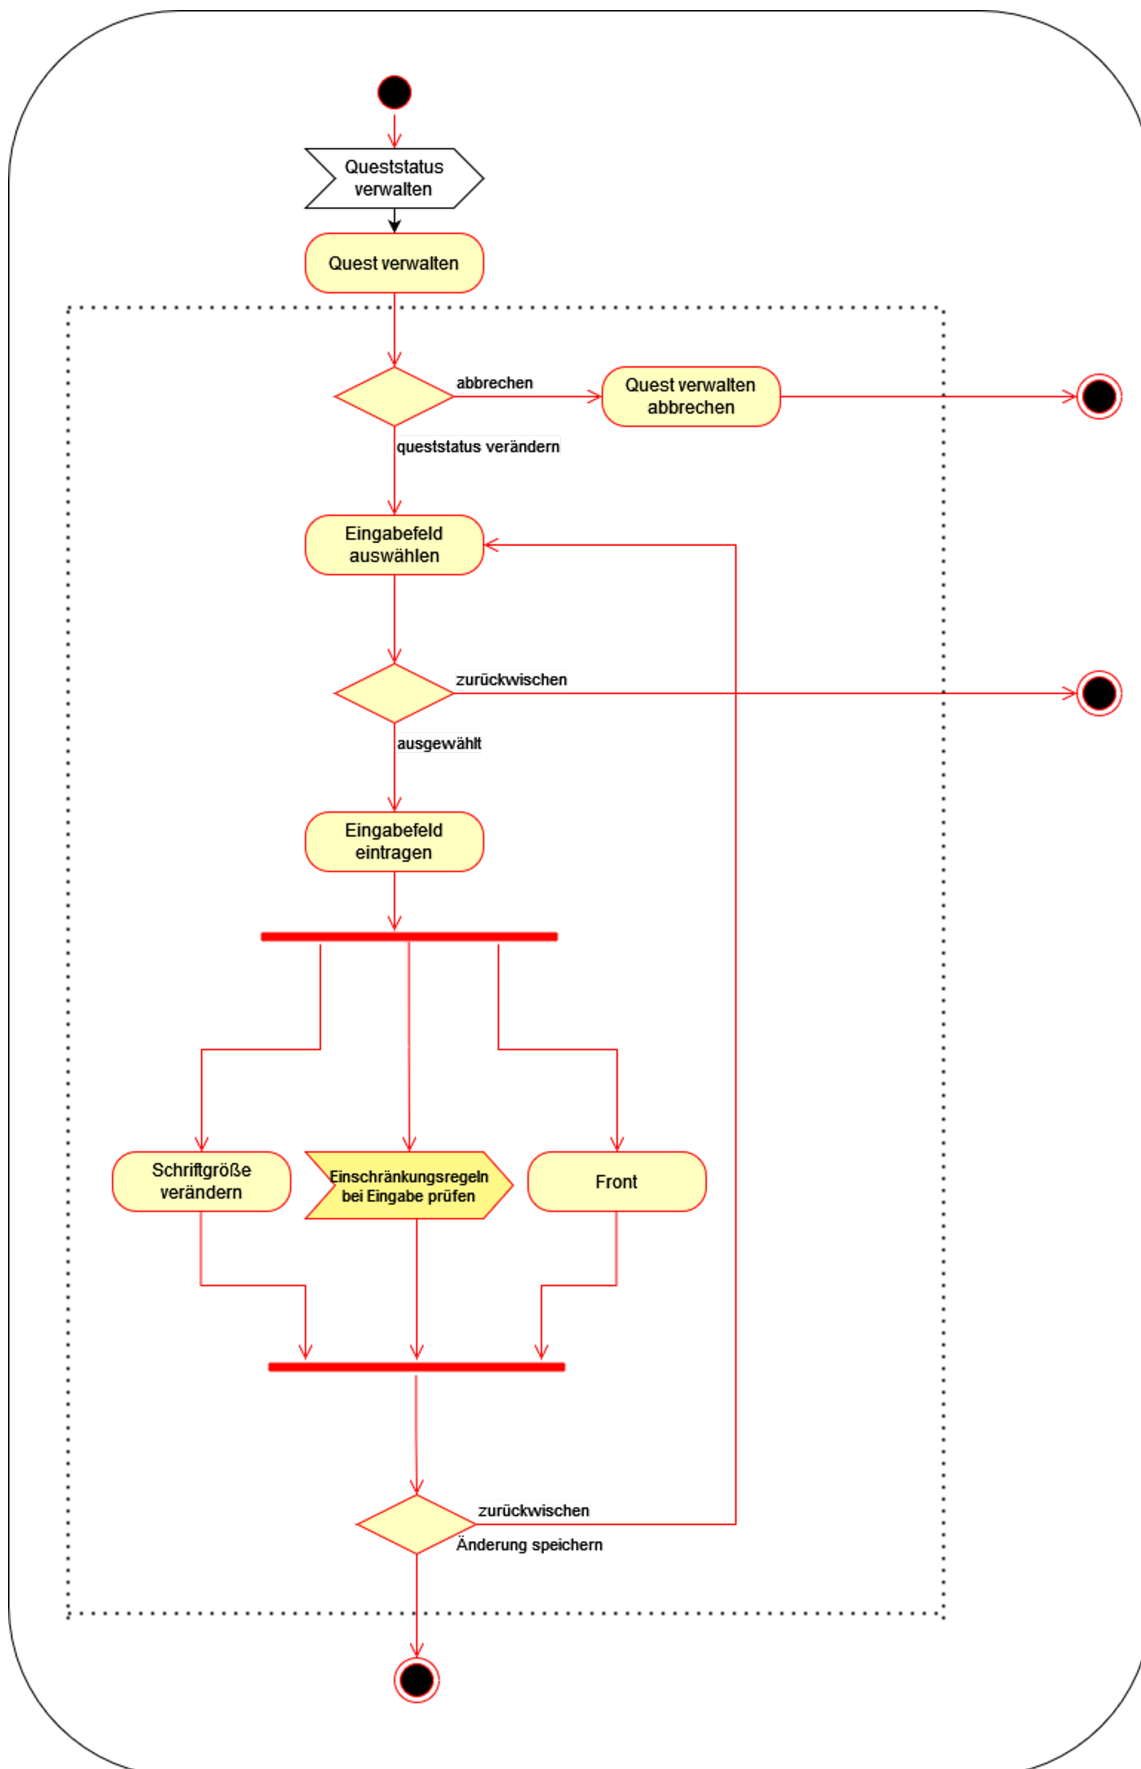 Queststatus
verwalten
Quest verwalten
abbrechen
Quest verwalten
abbrechen
queststatus verändern
Eingabefeld
auswählen
zurückwischen
ausgewählt
Eingabefeld
eintragen
Schriftgröße
verändern
Einschränkungsregeln
bei Eingabe prüfen
Front
zurückwischen
Änderung speichern